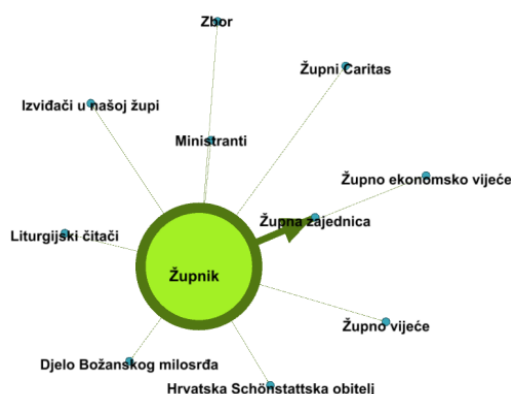 Zbor
Župni Caritas
Izviđači u našoj župi
Ministranti
Župno ekonomsko vijeće
Župna zajednica
Liturgijski čitači
Župnik
Župno vijeće
Djelo Božanskog milosrđa
Hrvatska Schönstattska obitelj